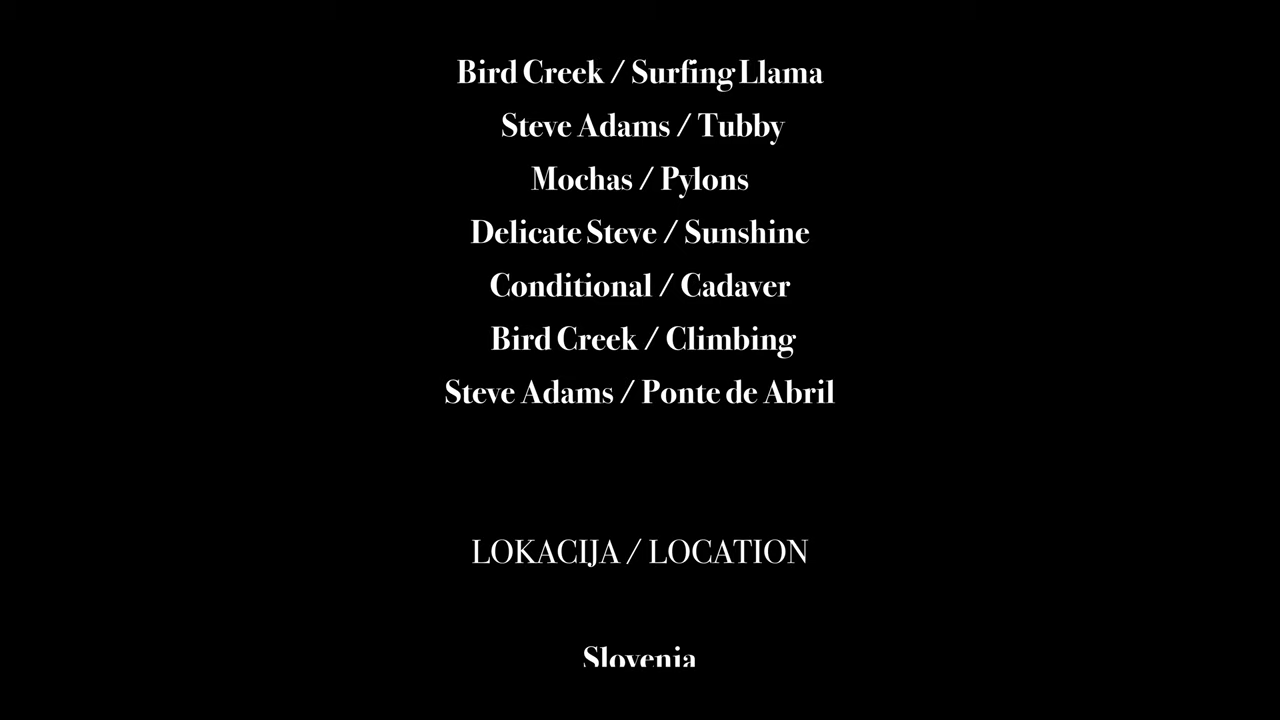 Bird Creek / Surfing Llama
Steve Adams / Tubby
Mochas / Pylons
Delicate Steve / Sunshine
Conditional / Cadaver
Bird Creek / Climbing
Steve Adams / Ponte de Abril
LOKACIJA / LOCATION
Slovenia